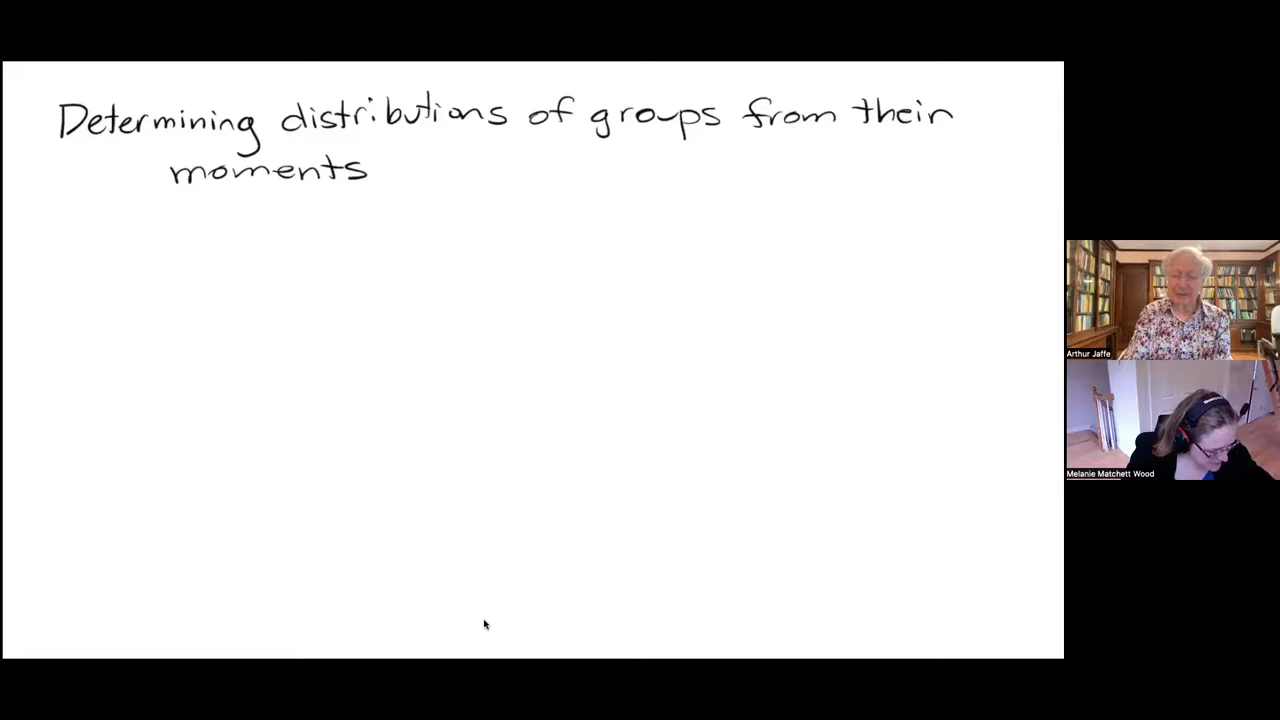 Determining distributions of groups from their
moments
Arthur Jaffe
Melanie Matchett Wood